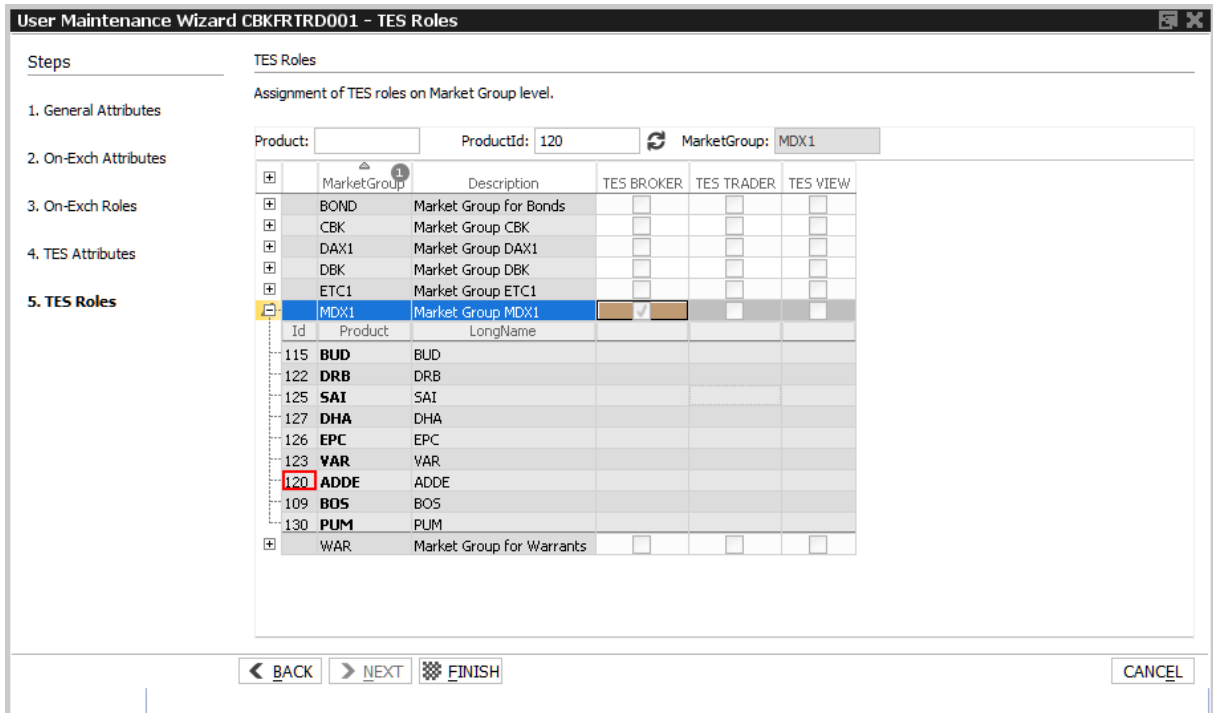 User Maintenance Wizard CBKFRTRD001 - TES Roles
Steps
1. General Attributes
2. On-Exch Attributes
3. On-Exch Roles
4. TES Attributes
5. TES Roles
TES Roles
Assignment of TES roles on Market Group level.
Product: ProductId: 120 MarketGroup: MDX1
MarketGroup 1 Description TES BROKER TES TRADER TES VIEW
BOND Market Group for Bonds
CBK Market Group CBK
DAX1 Market Group DAX1
DBK Market Group DBK
ETC1 Market Group ETC1
MDX1 Market Group MDX1
Id Product LongName
115 BUD BUD
122 DRB DRB
125 SAI SAI
127 DHA DHA
126 EPC EPC
123 VAR VAR
120 ADDE ADDE
109 BOS BOS
130 PUM PUM
WAR Market Group for Warrants
BACK NEXT FINISH CANCEL